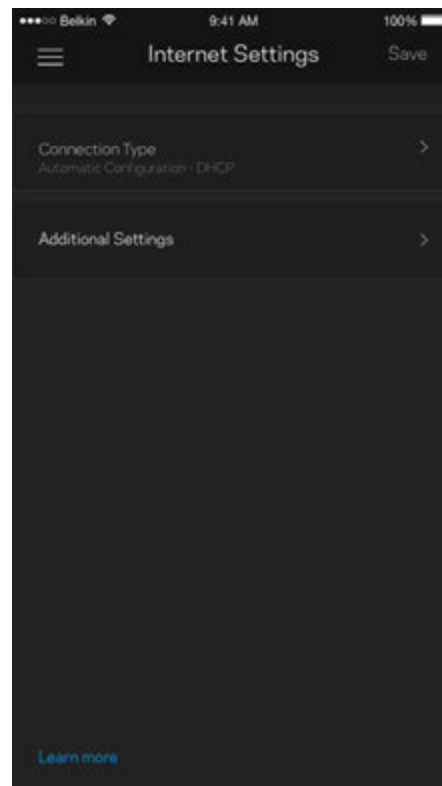 Belkin 9:41 AM 100%
Internet Settings Save
Connection Type
Automatic Configuration - DHCP
Additional Settings
Learn more